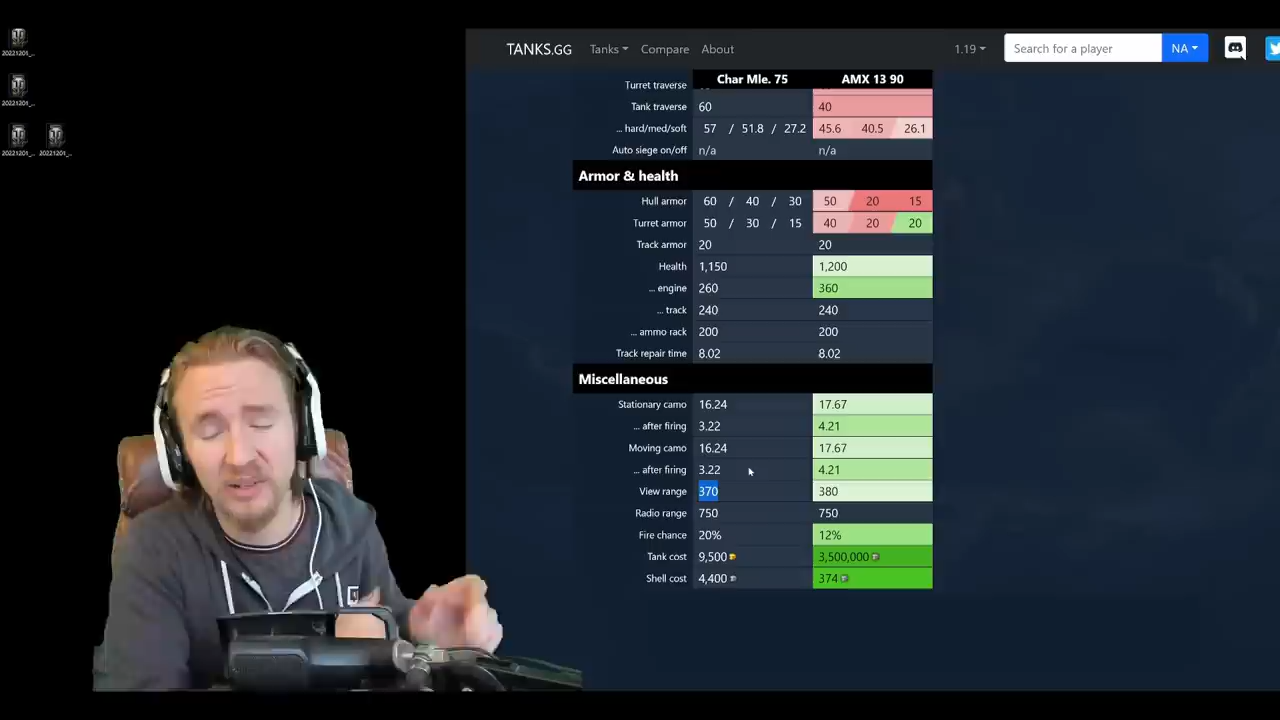 20221201_...
20221201_...
20221201_... 20221201_...
TANKS.GG Tanks Compare About 1.19 Search for a player NA
Char Mle. 75 AMX 13 90
Turret traverse
Tank traverse 60 40
... hard/med/soft 57 / 51.8 / 27.2 45.6 40.5 26.1
Auto siege on/off n/a n/a
Armor & health
Hull armor 60 / 40 / 30 50 20 15
Turret armor 50 / 30 / 15 40 20 20
Track armor 20 20
Health 1,150 1,200
... engine 260 360
... track 240 240
... ammo rack 200 200
Track repair time 8.02 8.02
Miscellaneous
Stationary camo 16.24 17.67
... after firing 3.22 4.21
Moving camo 16.24 17.67
... after firing 3.22 4.21
View range 370 380
Radio range 750 750
Fire chance 20% 12%
Tank cost 9,500 3,500,000
Shell cost 4,400 374